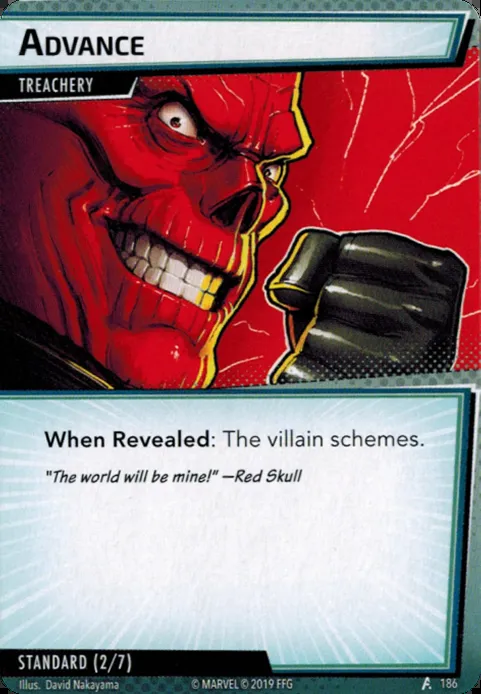 ADVANCE
TREACHERY
When Revealed: The villain schemes.
"The world will be mine!" —Red Skull
STANDARD (2/7)
Illus. David Nakayama © MARVEL © 2019 FFG 186